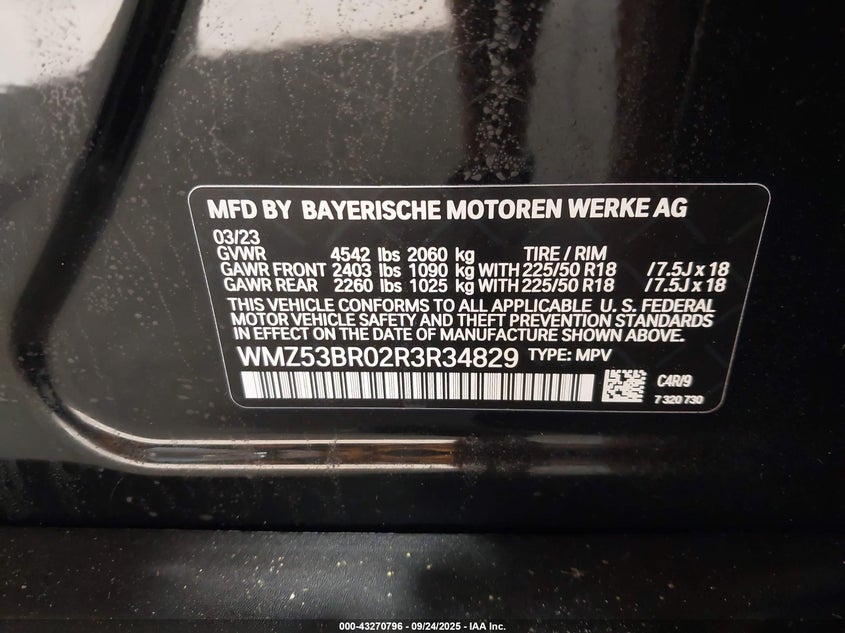 MFD BY BAYERISCHE MOTOREN WERKE AG
03/23
GVWR 4542 lbs 2060 kg TIRE / RIM
GAWR FRONT 2403 lbs 1090 kg WITH 225/50 R18 / 7.5J x 18
GAWR REAR 2260 lbs 1025 kg WITH 225/50 R18 / 7.5J x 18
THIS VEHICLE CONFORMS TO ALL APPLICABLE U. S. FEDERAL
MOTOR VEHICLE SAFETY AND THEFT PREVENTION STANDARDS
IN EFFECT ON THE DATE OF MANUFACTURE SHOWN ABOVE.
WMZ53BR02R3R34829 TYPE: MPV
C4R/9
7 320 730
000-43270796 - 09/24/2025 - IAA Inc.